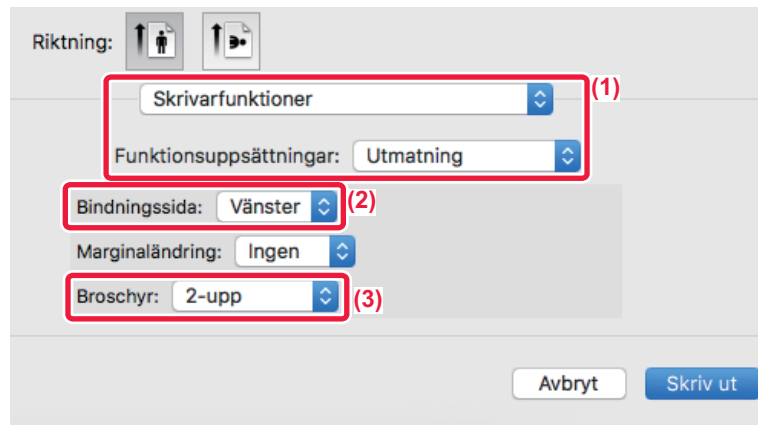 Riktning:
Skrivarfunktioner
(1)
Funktionsuppsättningar: Utmatning
Bindningssida: Vänster
(2)
Marginaländring: Ingen
Broschyr: 2-upp
(3)
Avbryt Skriv ut